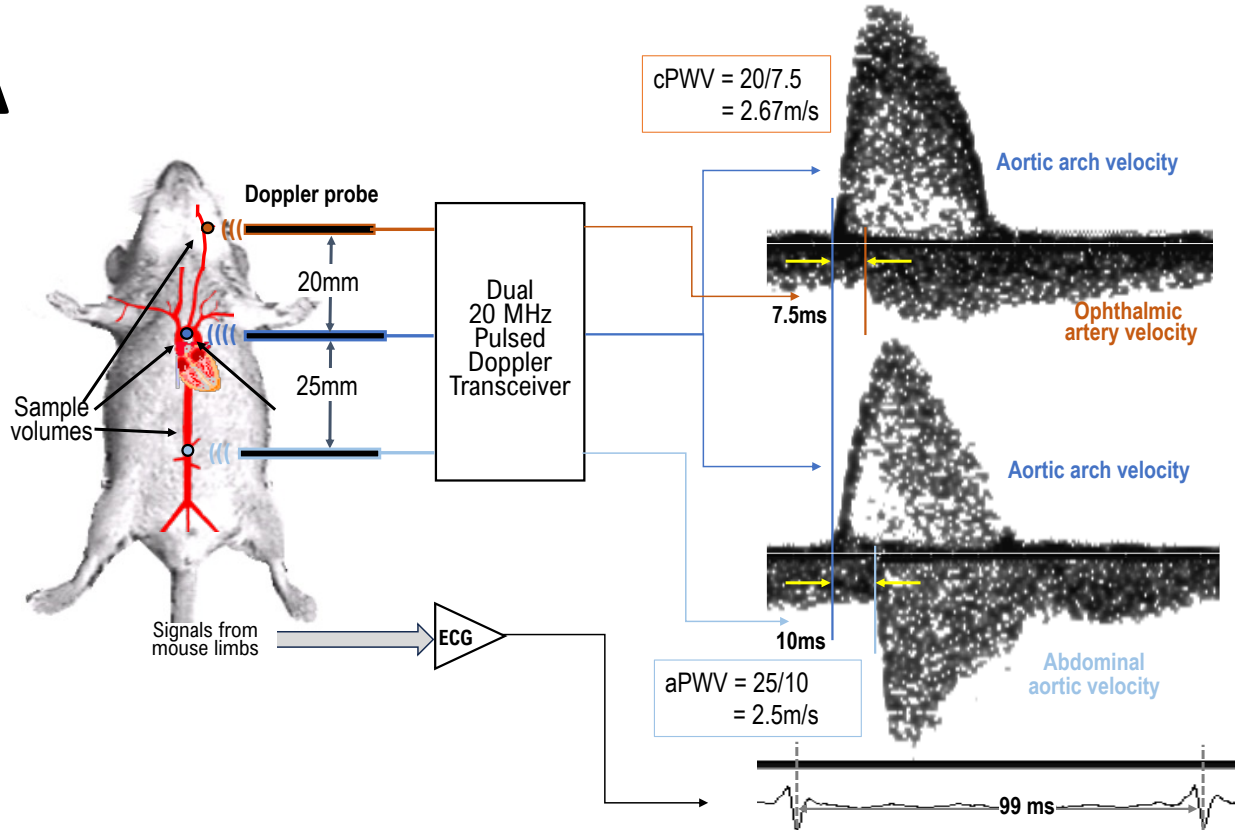 A
cPWV = 20/7.5
= 2.67m/s
Aortic arch velocity
Doppler probe
20mm
Dual
20 MHz
Pulsed
Doppler
Transceiver
7.5ms
Ophthalmic
artery velocity
25mm
Sample
volumes
Aortic arch velocity
Signals from
mouse limbs
ECG
10ms
Abdominal
aortic velocity
aPWV = 25/10
= 2.5m/s
99 ms